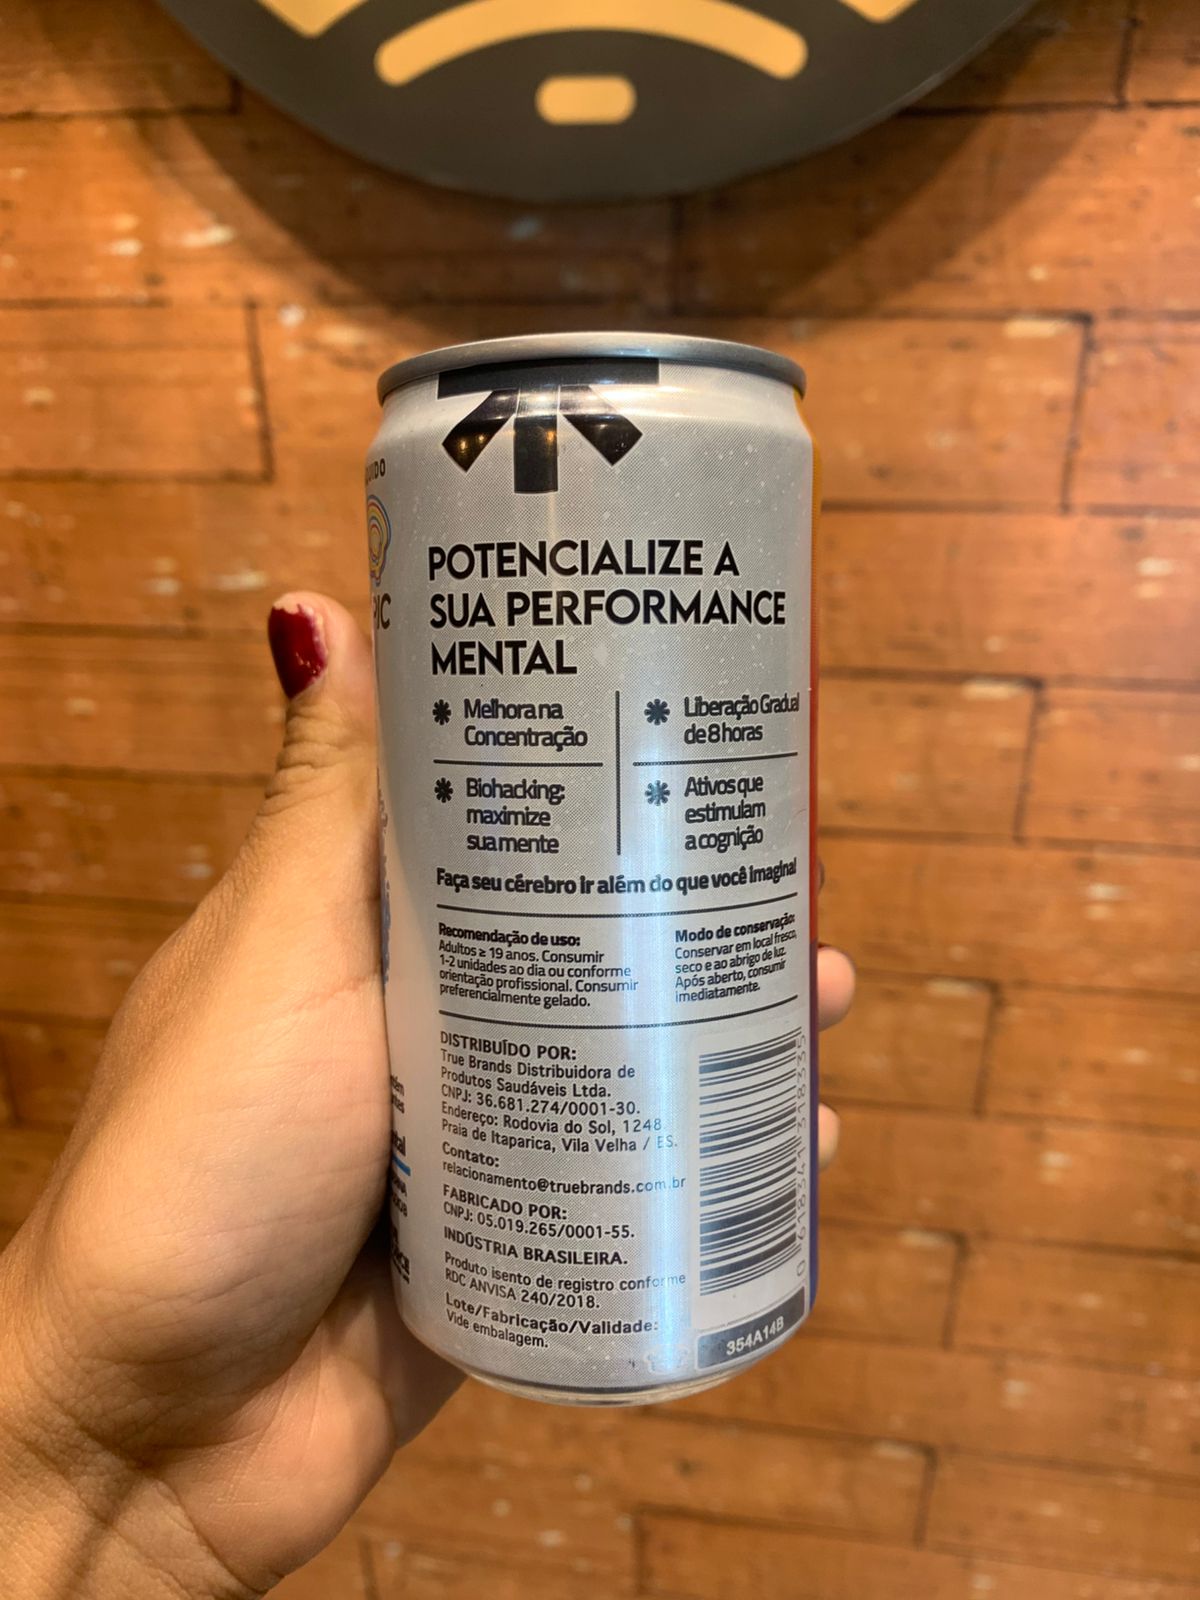 POTENCIALIZE A
SUA PERFORMANCE
MENTAL
Melhora na
Concentração
Liberação Gradual
de 8 horas
Biohacking:
maximize
sua mente
Ativos que
estimulam
a cognição
Faça seu cérebro ir além do que você imagina!
Recomendação de uso:
Adultos ≥ 19 anos. Consumir
1-2 unidades ao dia ou conforme
orientação profissional. Consumir
preferencialmente gelado.
Modo de conservação:
Conservar em local fresco,
seco e ao abrigo de luz.
Após aberto, consumir
imediatamente.
DISTRIBUÍDO POR:
True Brands Distribuidora de
Produtos Saudáveis Ltda.
CNPJ: 36.681.274/0001-30.
Endereço: Rodovia do Sol, 1248
Praia de Itaparica, Vila Velha / ES.
Contato:
relacionamento@truebrands.com.br
FABRICADO POR:
CNPJ: 05.019.265/0001-55.
INDÚSTRIA BRASILEIRA.
Produto isento de registro conforme
RDC ANVISA 240/2018.
Lote/Fabricação/Validade:
Vide embalagem.
0 618341 318335
354A14B